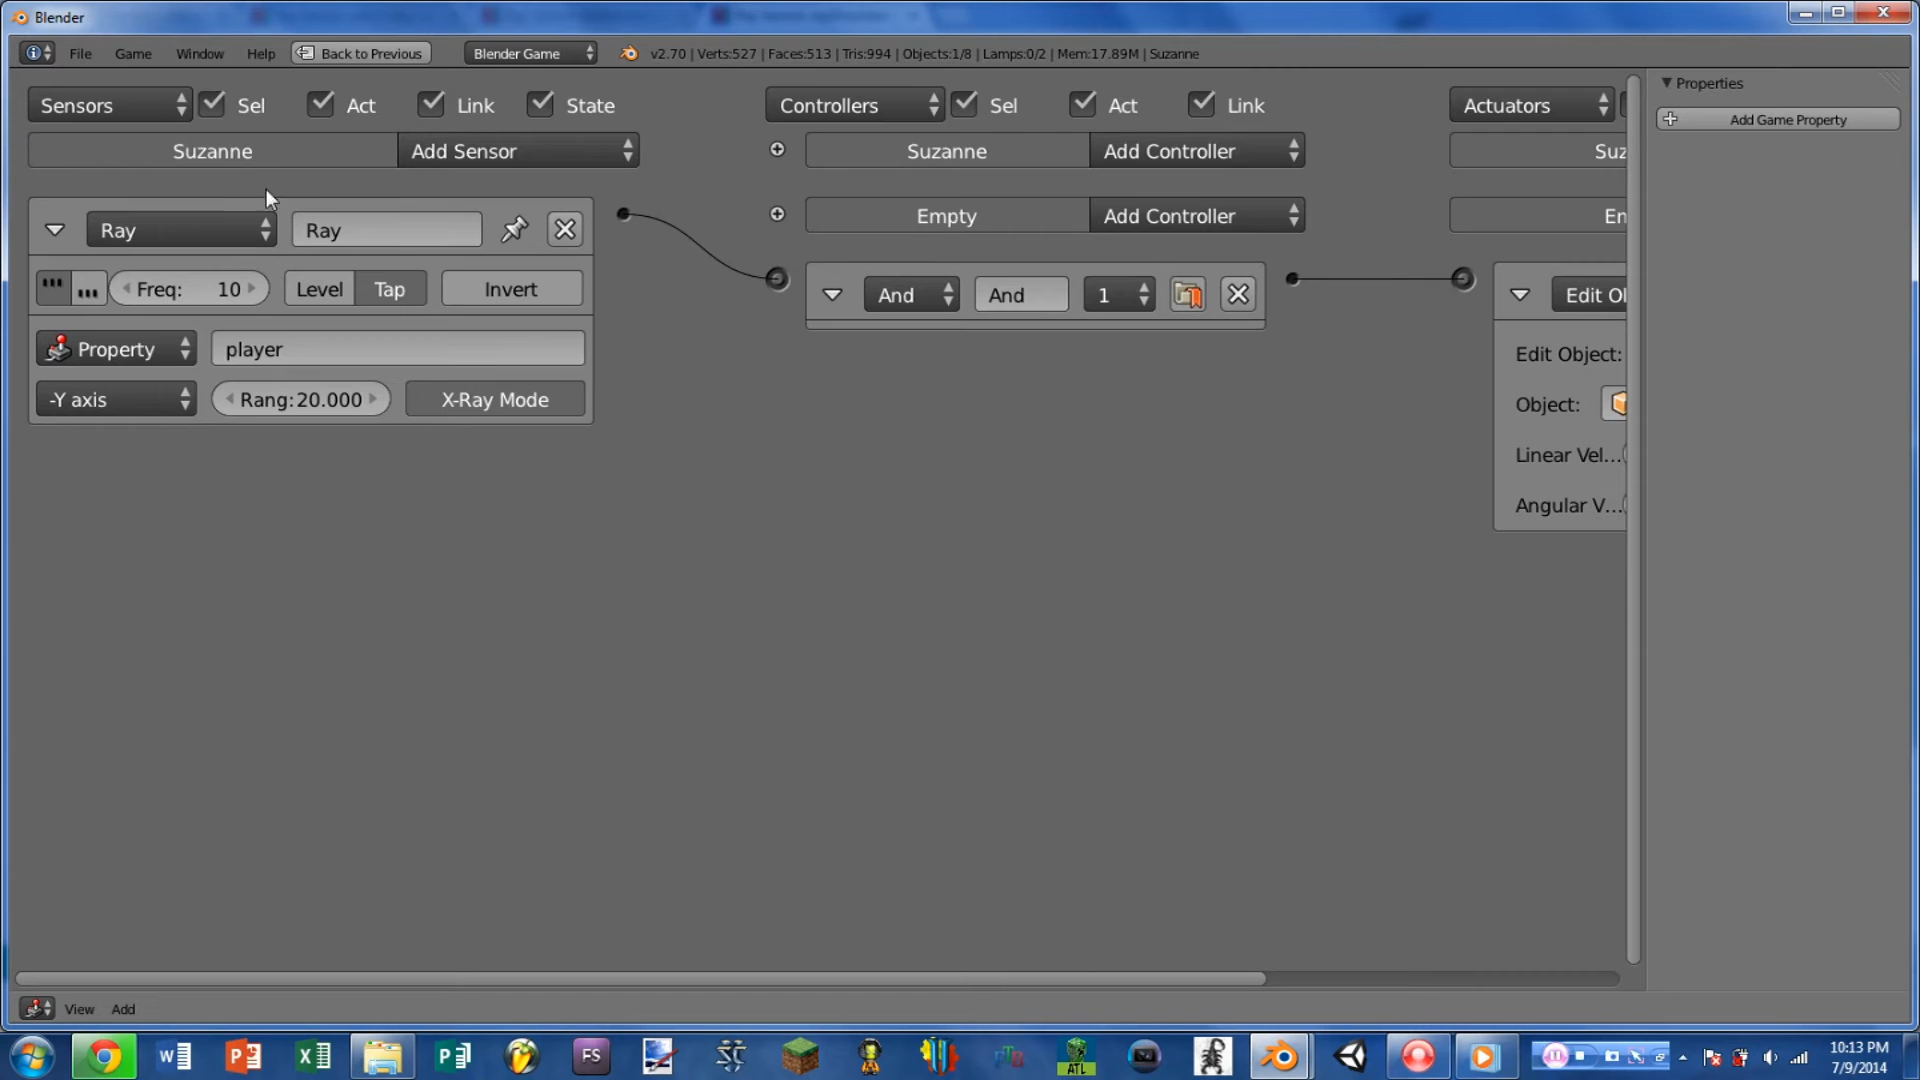 Blender
File Game Window Help Back to Previous Blender Game v2.70 | Verts:527 | Faces:513 | Tris:994 | Objects:1/8 | Lamps:0/2 | Mem:17.89M | Suzanne
Sensors Sel Act Link State Controllers Sel Act Link Actuators
Suzanne Add Sensor Suzanne Add Controller Suz
Empty Add Controller En
Ray Ray
Freq: 10 Level Tap Invert
And And 1 Edit Ol
Property player
-Y axis Rang:20.000 X-Ray Mode
Edit Object:
Object:
Linear Vel...
Angular V...
Properties
Add Game Property
View Add
FS
ATL
10:13 PM
7/9/2014